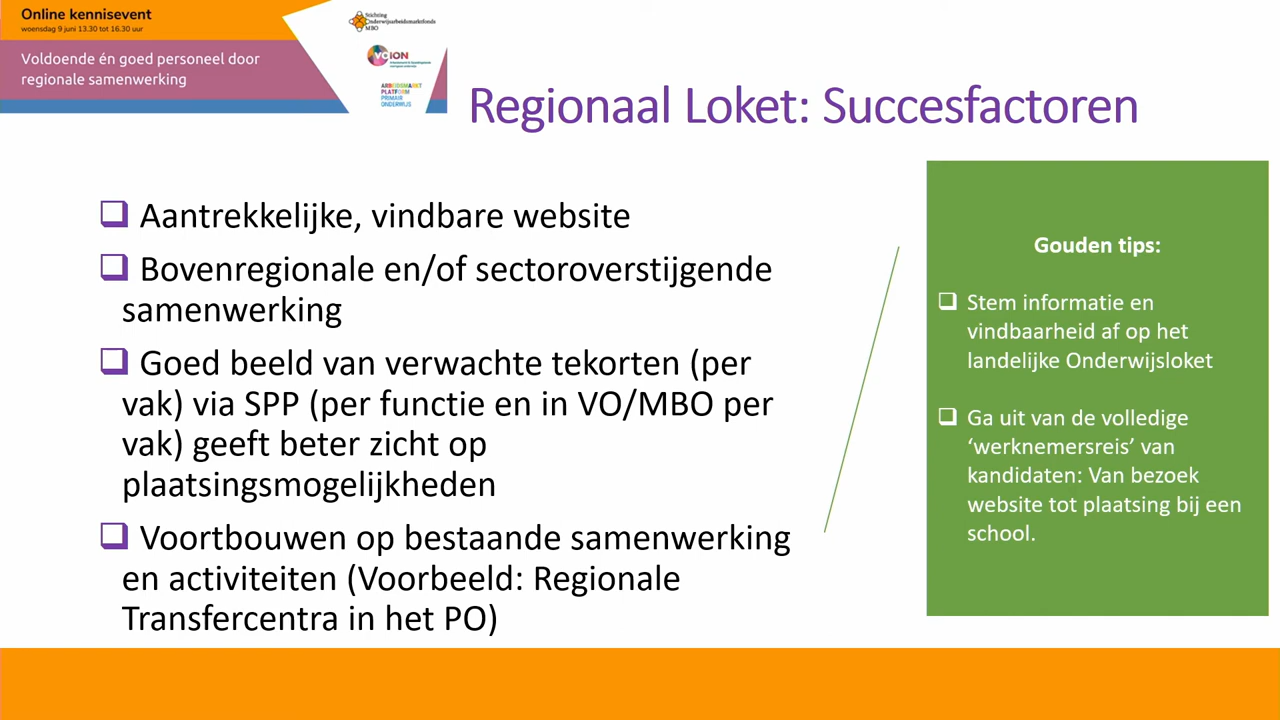 Online kennisevent
woensdag 9 juni 13.30 tot 16.30 uur
Voldoende én goed personeel door
regionale samenwerking
Stichting
Onderwijsarbeidsmarktfonds
MBO
VOION
ARBEIDSMARKT
PLATFORM
PRIMAIR
ONDERWIJS
Regionaal Loket: Succesfactoren
Aantrekkelijke, vindbare website
Bovenregionale en/of sectoroverstijgende
samenwerking
Goed beeld van verwachte tekorten (per
vak) via SPP (per functie en in VO/MBO per
vak) geeft beter zicht op
plaatsingsmogelijkheden
Voortbouwen op bestaande samenwerking
en activiteiten (Voorbeeld: Regionale
Transfercentra in het PO)
Gouden tips:
Stem informatie en
vindbaarheid af op het
landelijke Onderwijsloket
Ga uit van de volledige
‘werknemersreis’ van
kandidaten: Van bezoek
website tot plaatsing bij een
school.